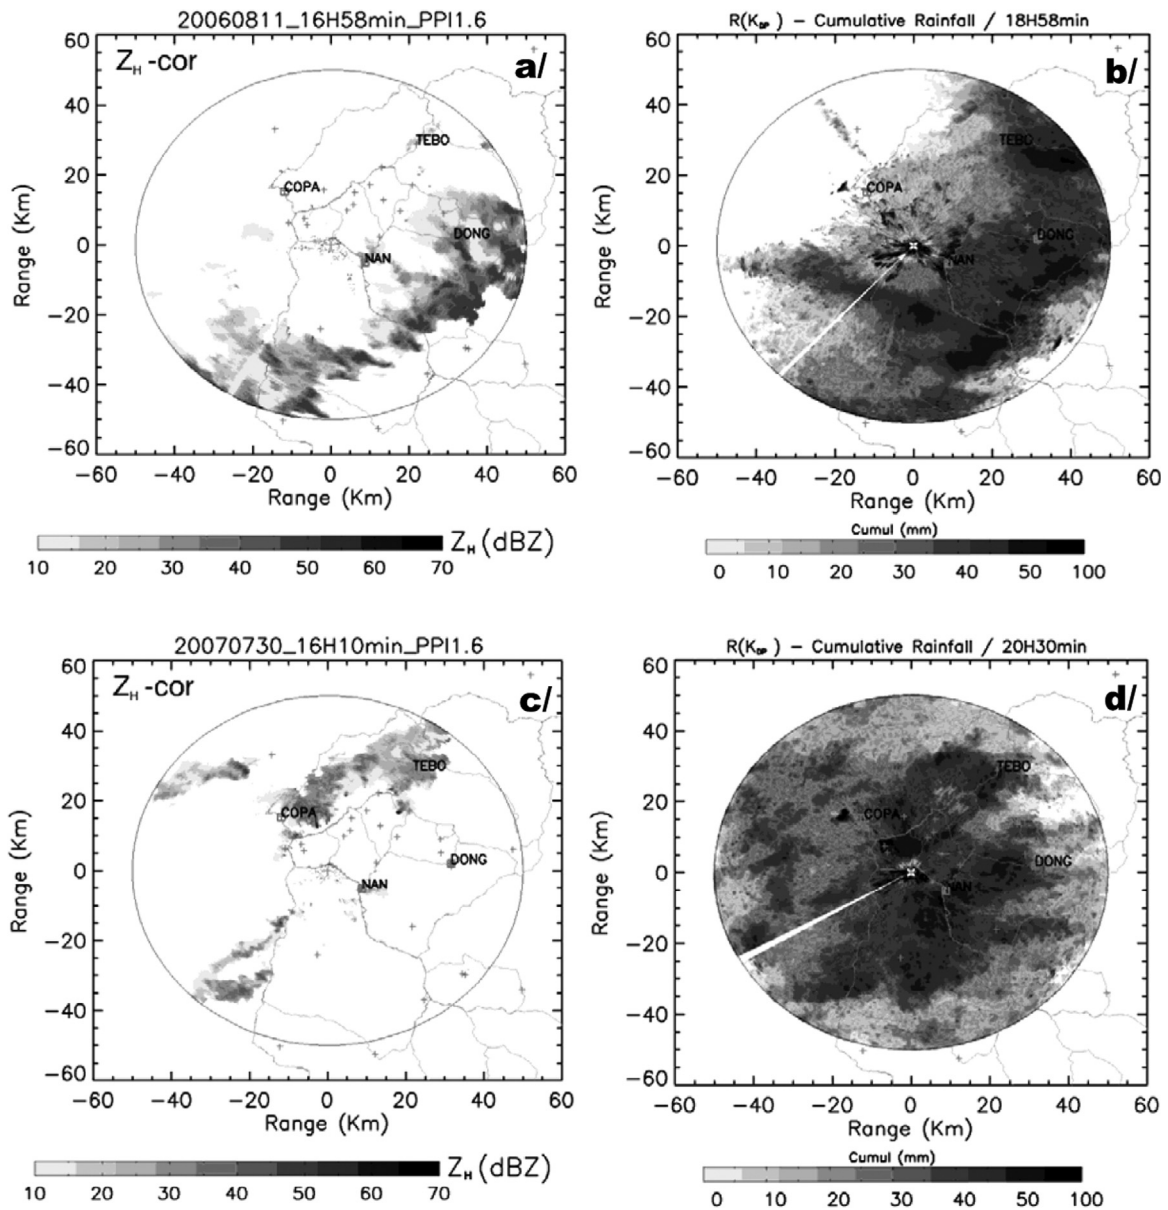 20060811_16H58min_PPI1.6
Z_H -cor
a/
60
40
20
0
−20
−40
−60
Range (Km)
TEBO
COPA
DONG
NAN
−60 −40 −20 0 20 40 60
Range (Km)
Z_H (dBZ)
10 20 30 40 50 60 70
R(K_DP) − Cumulative Rainfall / 18H58min
b/
60
40
20
0
−20
−40
−60
Range (Km)
TEBO
COPA
DONG
NAN
−60 −40 −20 0 20 40 60
Range (Km)
Cumul (mm)
0 10 20 30 40 50 100
20070730_16H10min_PPI1.6
Z_H -cor
c/
60
40
20
0
−20
−40
−60
Range (Km)
TEBO
COPA
DONG
NAN
−60 −40 −20 0 20 40 60
Range (Km)
Z_H (dBZ)
10 20 30 40 50 60 70
R(K_DP) − Cumulative Rainfall / 20H30min
d/
60
40
20
0
−20
−40
−60
Range (Km)
TEBO
COPA
DONG
NAN
−60 −40 −20 0 20 40 60
Range (Km)
Cumul (mm)
0 10 20 30 40 50 100